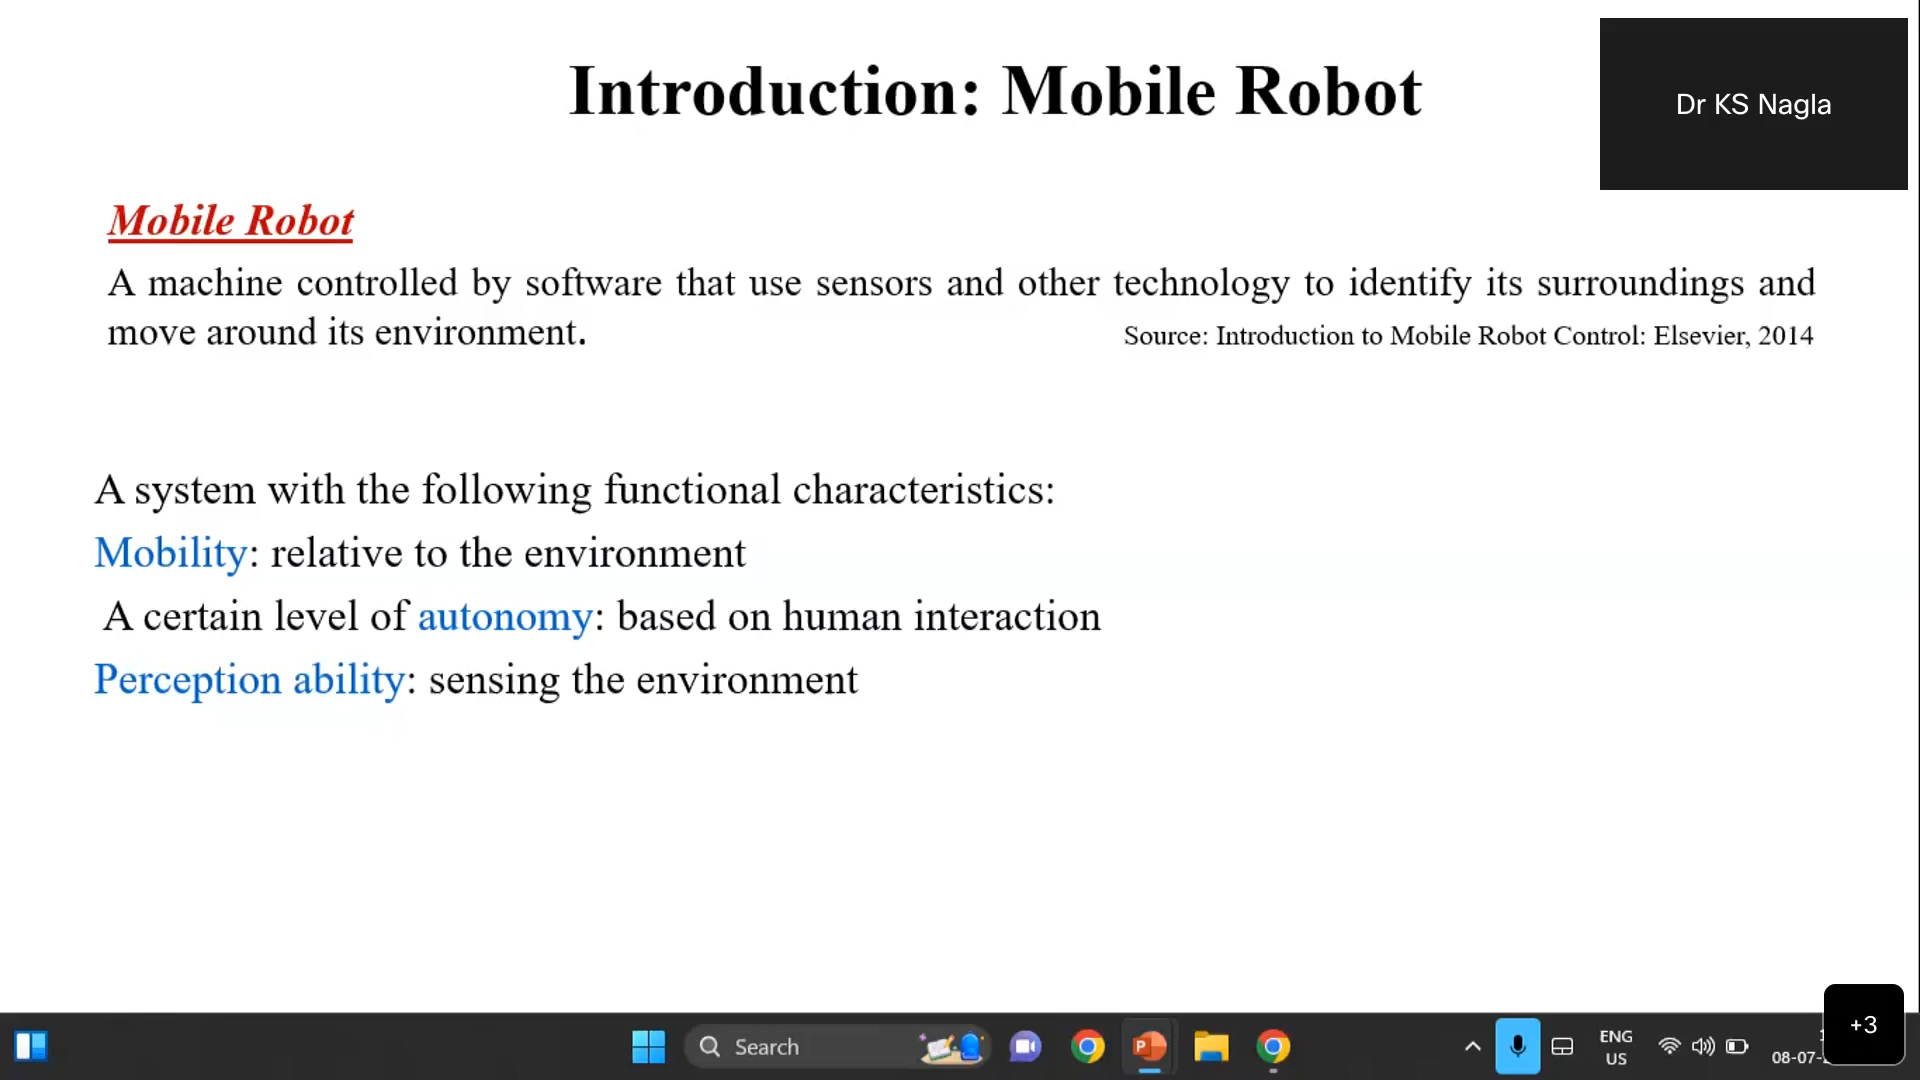 Introduction: Mobile Robot
Dr KS Nagla
Mobile Robot
A machine controlled by software that use sensors and other technology to identify its surroundings and
move around its environment.
Source: Introduction to Mobile Robot Control: Elsevier, 2014
A system with the following functional characteristics:
Mobility: relative to the environment
A certain level of autonomy: based on human interaction
Perception ability: sensing the environment
Search
ENG
US
08-07-
+3